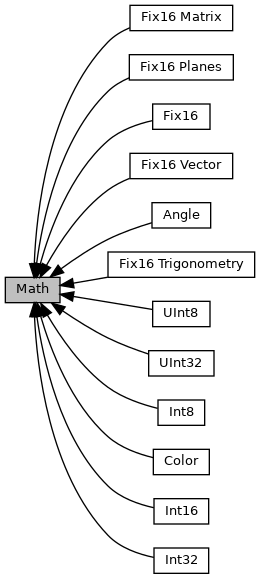 Fix16 Matrix
Fix16 Planes
Fix16
Fix16 Vector
Angle
Fix16 Trigonometry
Math
UInt8
UInt32
Int8
Color
Int16
Int32